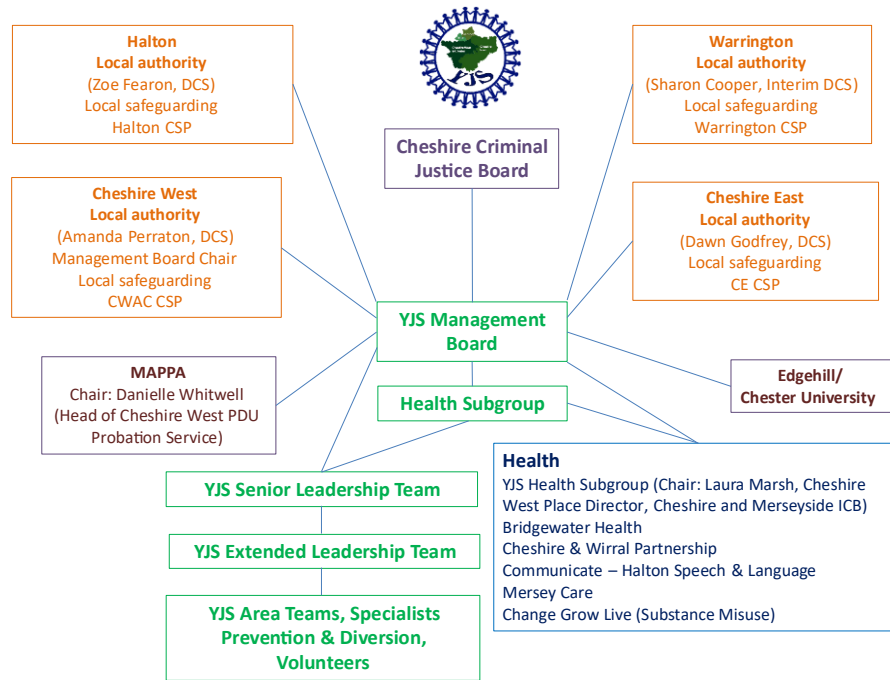 Halton
Local authority
(Zoe Fearon, DCS)
Local safeguarding
Halton CSP
YJS
Warrington
Local authority
(Sharon Cooper, Interim DCS)
Local safeguarding
Warrington CSP
Cheshire Criminal
Justice Board
Cheshire West
Local authority
(Amanda Perraton, DCS)
Management Board Chair
Local safeguarding
CWAC CSP
Cheshire East
Local authority
(Dawn Godfrey, DCS)
Local safeguarding
CE CSP
YJS Management
Board
MAPPA
Chair: Danielle Whitwell
(Head of Cheshire West PDU
Probation Service)
Edgehill/
Chester University
Health Subgroup
Health
YJS Health Subgroup (Chair: Laura Marsh, Cheshire
West Place Director, Cheshire and Merseyside ICB)
Bridgewater Health
Cheshire & Wirral Partnership
Communicate – Halton Speech & Language
Mersey Care
Change Grow Live (Substance Misuse)
YJS Senior Leadership Team
YJS Extended Leadership Team
YJS Area Teams, Specialists
Prevention & Diversion,
Volunteers